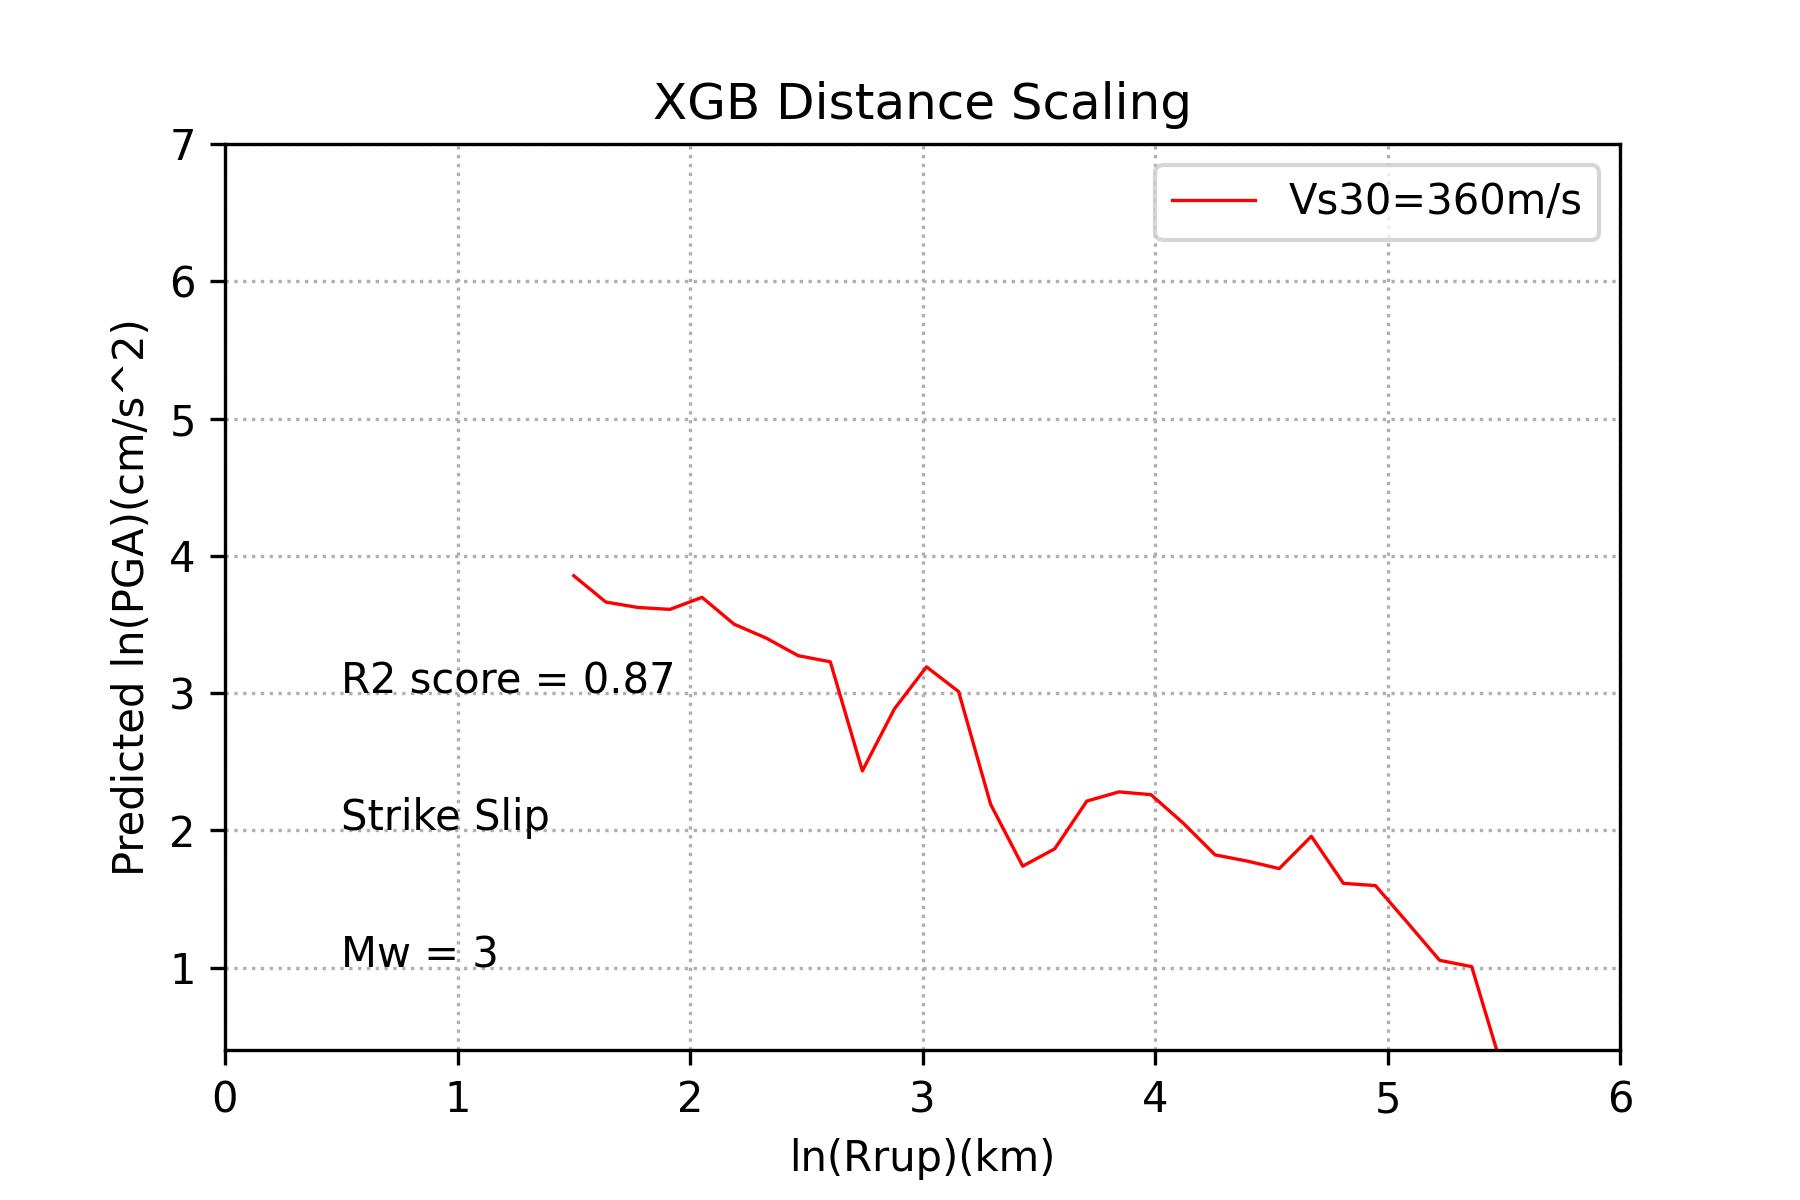 XGB Distance Scaling
7
6
5
4
3
2
1
Predicted ln(PGA)(cm/s^2)
Vs30=360m/s
R2 score = 0.87
Strike Slip
Mw = 3
0 1 2 3 4 5 6
ln(Rrup)(km)